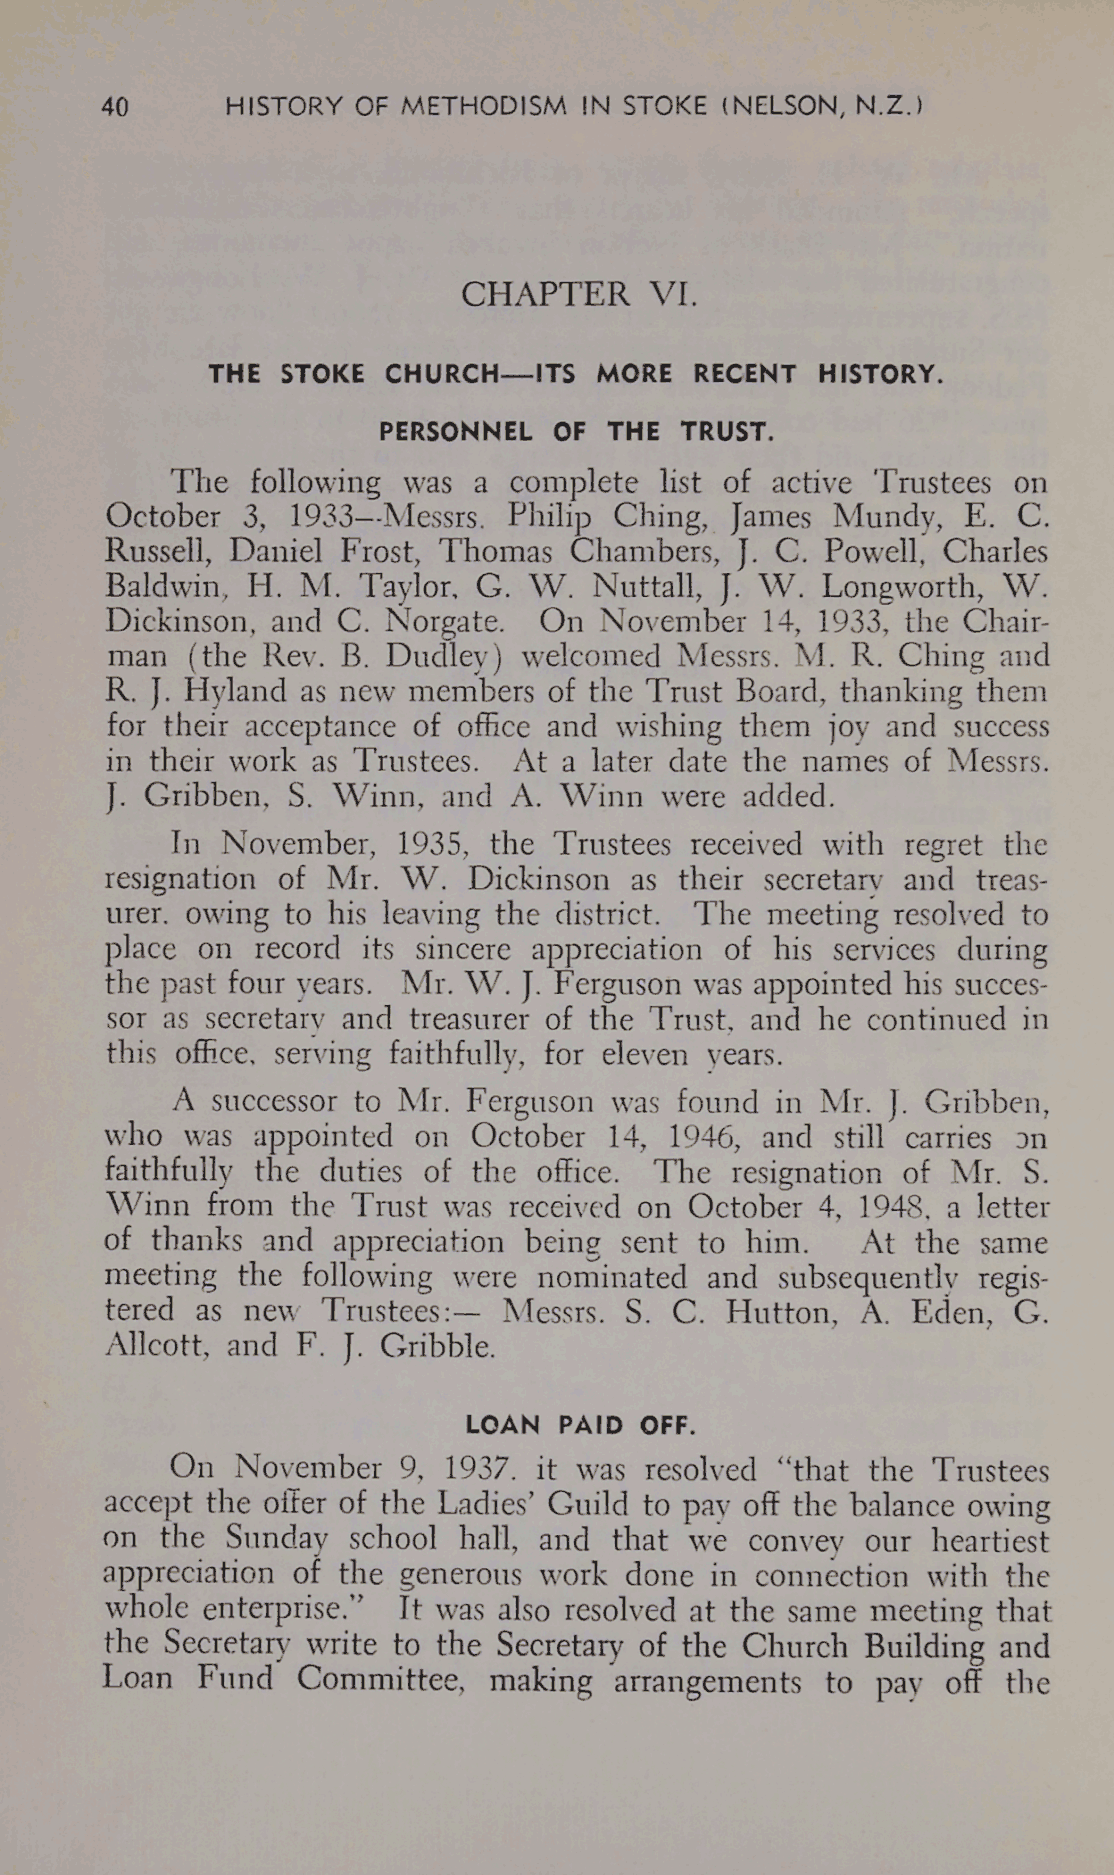 40 HISTORY OF METHODISM IN STOKE (NELSON, N.Z.)
CHAPTER VI.
THE STOKE CHURCH—ITS MORE RECENT HISTORY.
PERSONNEL OF THE TRUST.
The following was a complete list of active Trustees on
October 3, 1933—Messrs. Philip Ching, James Mundy, E. C.
Russell, Daniel Frost, Thomas Chambers, J. C. Powell, Charles
Baldwin, H. M. Taylor, G. W. Nuttall, J. W. Longworth, W.
Dickinson, and C. Norgate. On November 14, 1933, the Chair-
man (the Rev. B. Dudley) welcomed Messrs. M. R. Ching and
R. J. Hyland as new members of the Trust Board, thanking them
for their acceptance of office and wishing them joy and success
in their work as Trustees. At a later date the names of Messrs.
J. Gribben, S. Winn, and A. Winn were added.
In November, 1935, the Trustees received with regret the
resignation of Mr. W. Dickinson as their secretary and treas-
urer. owing to his leaving the district. The meeting resolved to
place on record its sincere appreciation of his services during
the past four years. Mr. W. J. Ferguson was appointed his succes-
sor as secretary and treasurer of the Trust, and he continued in
this office, serving faithfully, for eleven years.
A successor to Mr. Ferguson was found in Mr. J. Gribben,
who was appointed on October 14, 1946, and still carries on
faithfully the duties of the office. The resignation of Mr. S.
Winn from the Trust was received on October 4, 1948, a letter
of thanks and appreciation being sent to him. At the same
meeting the following were nominated and subsequently regis-
tered as new Trustees:— Messrs. S. C. Hutton, A. Eden, G.
Allcott, and F. J. Gribble.
LOAN PAID OFF.
On November 9, 1937. it was resolved "that the Trustees
accept the offer of the Ladies' Guild to pay off the balance owing
on the Sunday school hall, and that we convey our heartiest
appreciation of the generous work done in connection with the
whole enterprise." It was also resolved at the same meeting that
the Secretary write to the Secretary of the Church Building and
Loan Fund Committee, making arrangements to pay off the